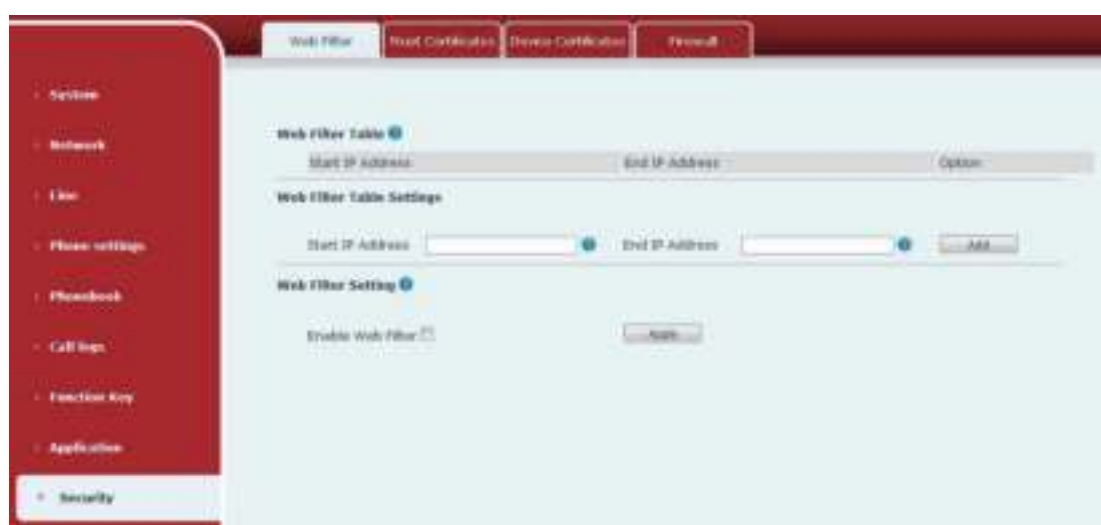 Web Filter
Trust Certificates
Device Certificates
Firewall
System
Network
Line
Phone settings
Phonebook
Call logs
Function Key
Application
Security
Web Filter Table
Start IP Address End IP Address Option
Web Filter Table Settings
Start IP Address End IP Address Add
Web Filter Setting
Enable Web Filter Apply